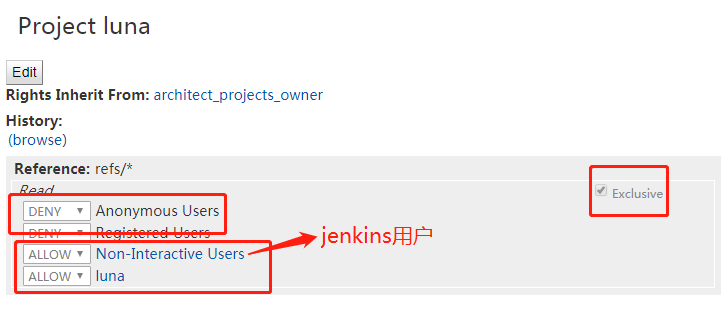 Project luna
Edit
Rights Inherit From: architect_projects_owner
History:
(browse)
Reference: refs/*
Read
Exclusive
DENY Anonymous Users
DENY Registered Users
jenkins用户
ALLOW Non-Interactive Users
ALLOW luna